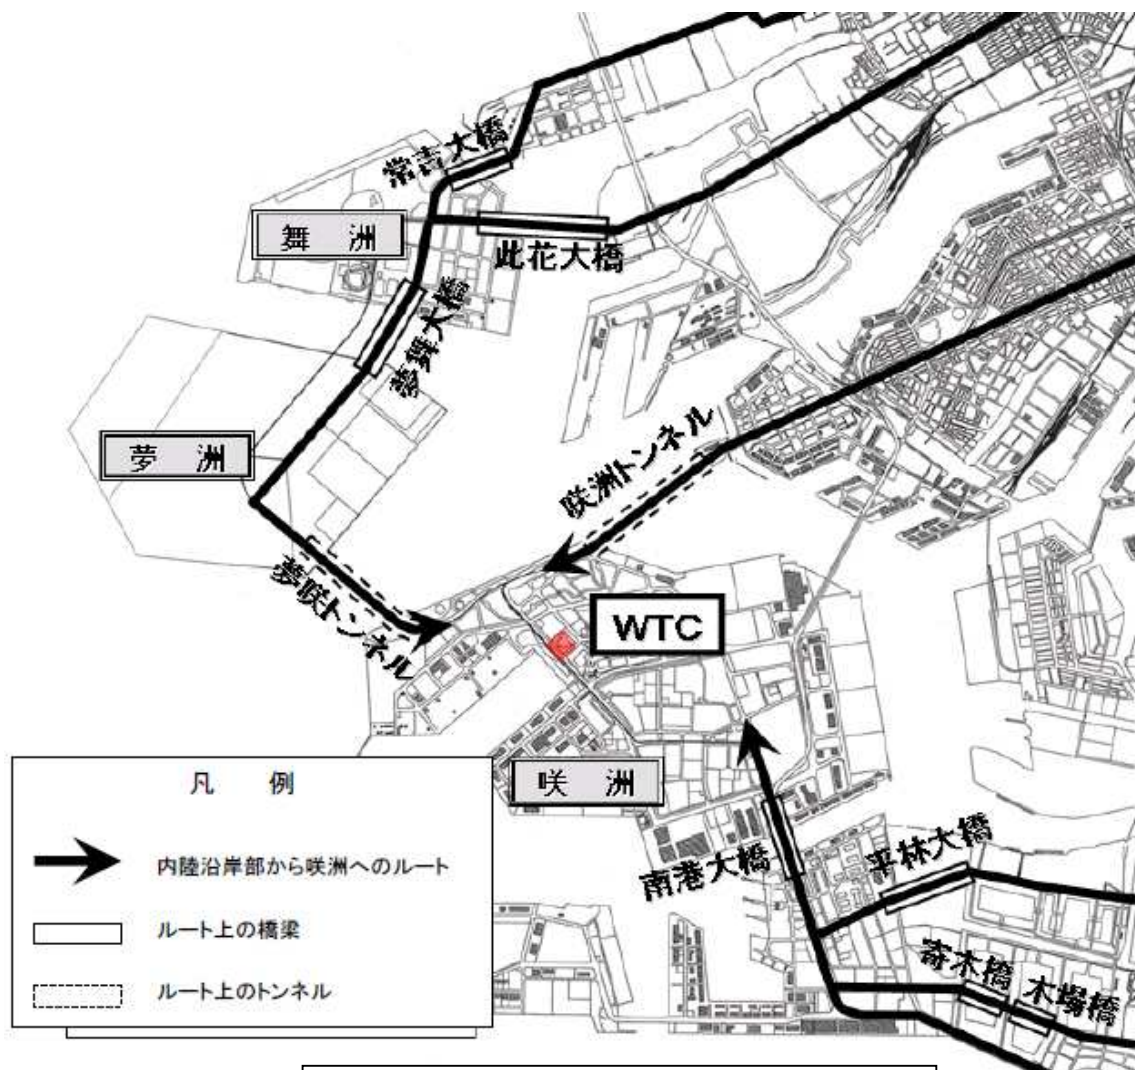 常吉大橋
舞 洲
此花大橋
夢舞大橋
夢 洲
咲洲トンネル
夢咲トンネル
WTC
咲 洲
南港大橋
平林大橋
寄木橋
木場橋
凡 例
内陸沿岸部から咲洲へのルート
ルート上の橋梁
ルート上のトンネル